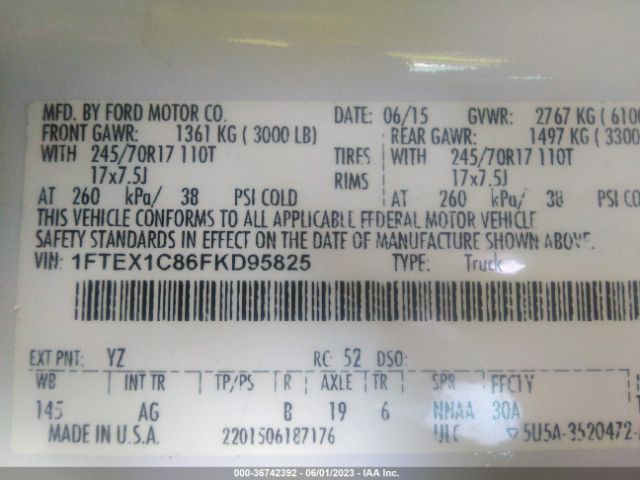 MFD. BY FORD MOTOR CO. DATE: 06/15 GVWR: 2767 KG ( 6100
FRONT GAWR: 1361 KG ( 3000 LB) REAR GAWR: 1497 KG ( 3300
WITH 245/70R17 110T TIRES WITH 245/70R17 110T
17x7.5J RIMS 17x7.5J
AT 260 kPa/ 38 PSI COLD AT 260 kPa/ 38 PSI CO
THIS VEHICLE CONFORMS TO ALL APPLICABLE FEDERAL MOTOR VEHICLE
SAFETY STANDARDS IN EFFECT ON THE DATE OF MANUFACTURE SHOWN ABOVE.
VIN: 1FTEX1C86FKD95825 TYPE: Truck
EXT PNT: YZ RC: 52 DSO:
WB INT TR TP/PS R AXLE TR SPR
145 AG B 19 6 NNAA 30A
MADE IN U.S.A. 2201506187176 5U5A-3520472-
000-36742392 - 06/01/2023 - IAA Inc.